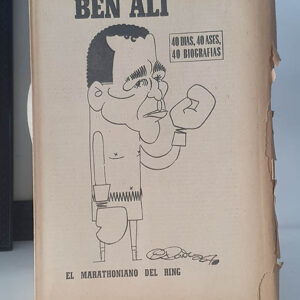 BEN ALI
40 DIAS, 40 ASES,
40 BIOGRAFIAS
EL MARATHONIANO DEL RING